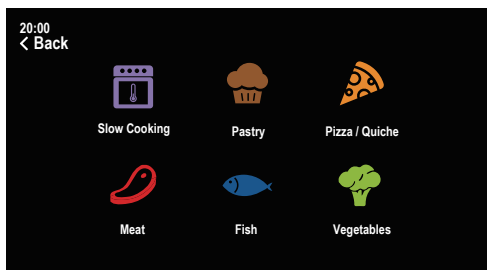 20:00
< Back
Slow Cooking Pastry Pizza / Quiche
Meat Fish Vegetables